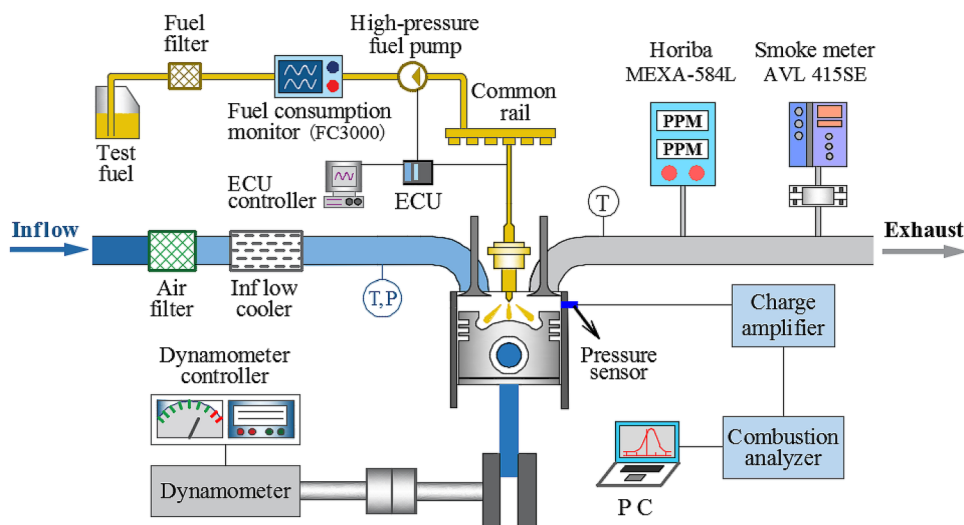 Fuel
filter
High-pressure
fuel pump
Horiba
MEXA-584L
Smoke meter
AVL 415SE
Fuel consumption
monitor (FC3000)
Common
rail
PPM
PPM
Test
fuel
ECU
controller
ECU
T
Inflow
Exhaust
Air
filter
Inflow
cooler
T,P
Charge
amplifier
Pressure
sensor
Dynamometer
controller
Combustion
analyzer
Dynamometer
PC